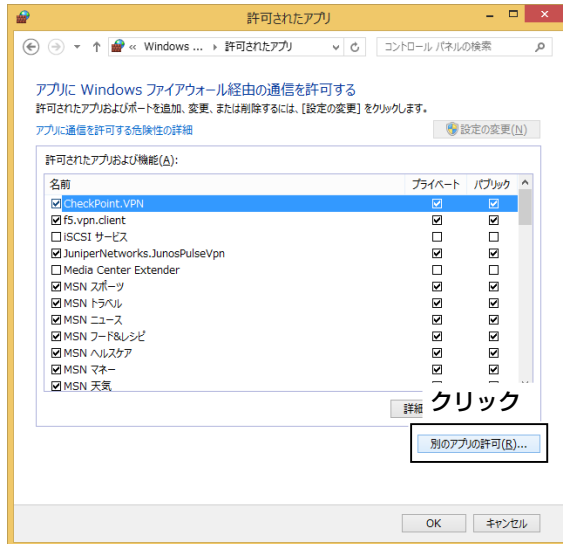 許可されたアプリ
« Windows ... 許可されたアプリ コントロール パネルの検索
アプリに Windows ファイアウォール経由の通信を許可する
許可されたアプリおよびポートを追加、変更、または削除するには、[設定の変更] をクリックします。
アプリに通信を許可する危険性の詳細 設定の変更(N)
許可されたアプリおよび機能(A):
名前 プライベート パブリック
CheckPoint.VPN
f5.vpn.client
iSCSI サービス
JuniperNetworks.JunosPulseVpn
Media Center Extender
MSN スポーツ
MSN トラベル
MSN ニュース
MSN フード&レシピ
MSN ヘルスケア
MSN マネー
MSN 天気
クリック
詳細
別のアプリの許可(R)...
OK キャンセル